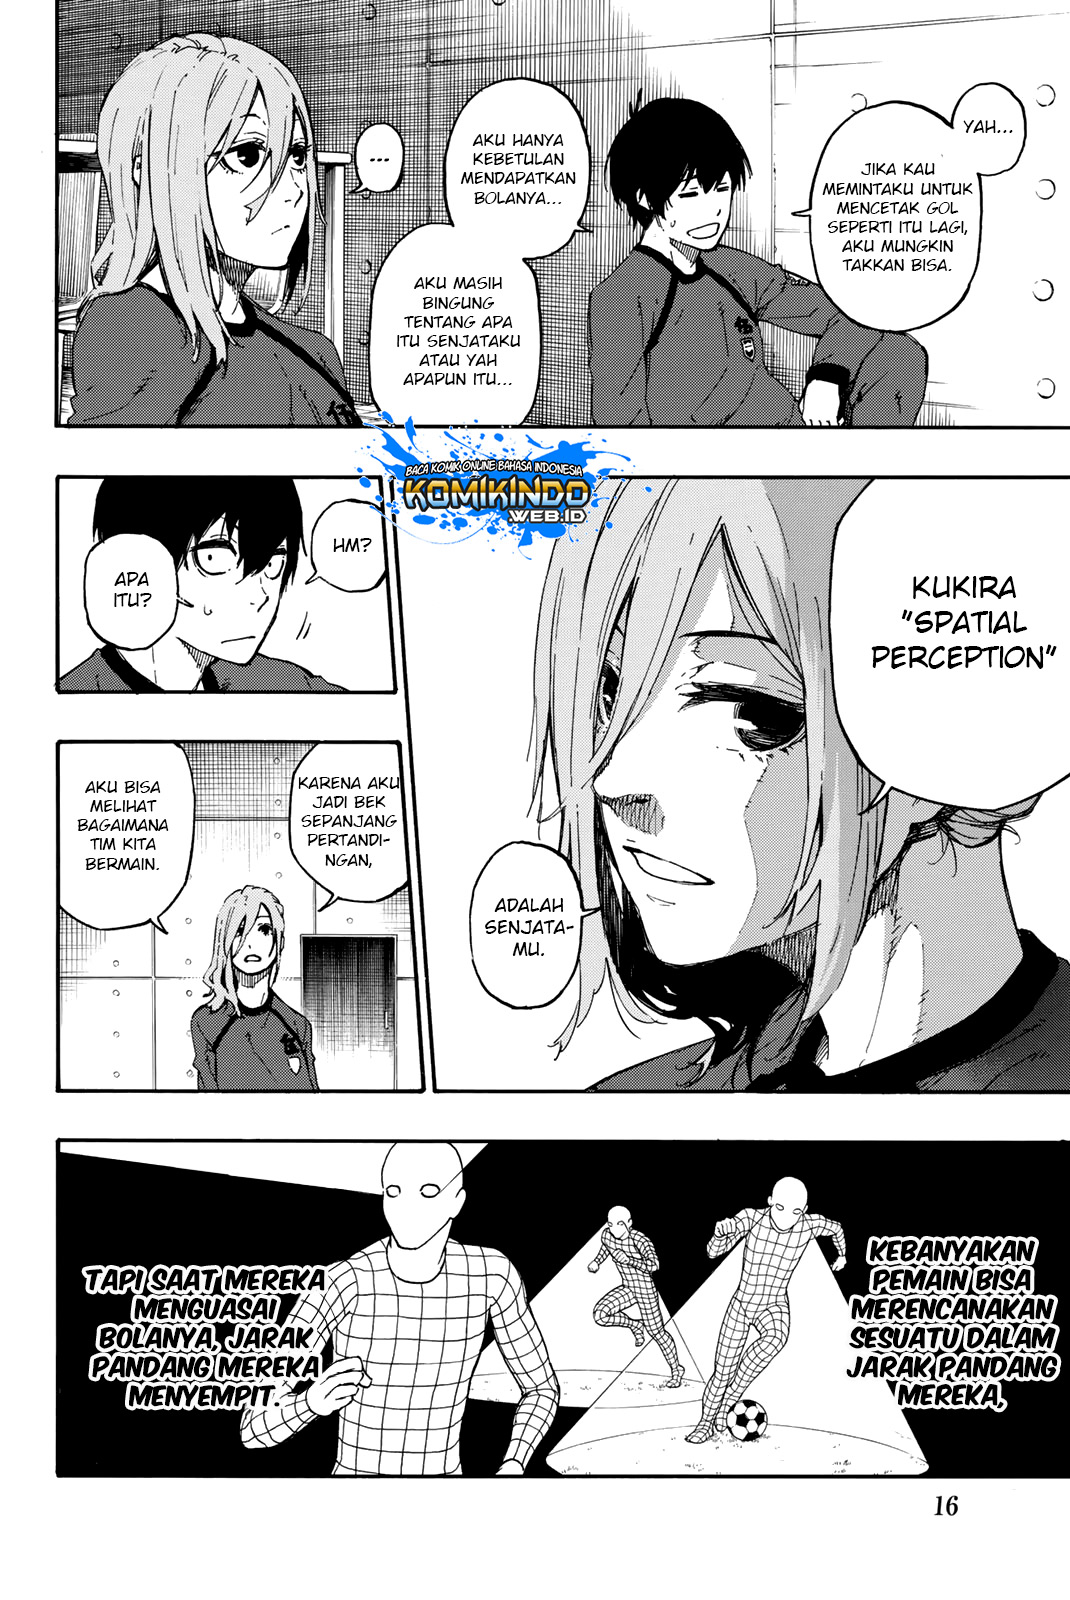 YAH...
JIKA KAU
MEMINTAKU UNTUK
MENCETAK GOL
SEPERTI ITU LAGI,
AKU MUNGKIN
TAKKAN BISA.
AKU HANYA
KEBETULAN
MENDAPATKAN
BOLANYA...
AKU MASIH
BINGUNG
TENTANG APA
ITU SENJATAKU
ATAU YAH
APAPUN ITU...
...
伍
伍
BACA KOMIK ONLINE BAHASA INDONESIA
KOMIKINDO
.WEB.ID
KUKIRA
"SPATIAL
PERCEPTION"
ADALAH
SENJATA-
MU.
HM?
APA
ITU?
KARENA AKU
JADI BEK
SEPANJANG
PERTANDI-
NGAN,
AKU BISA
MELIHAT
BAGAIMANA
TIM KITA
BERMAIN.
KEBANYAKAN
PEMAIN BISA
MERENCANAKAN
SESUATU DALAM
JARAK PANDANG
MEREKA,
TAPI SAAT MEREKA
MENGUASAI
BOLANYA, JARAK
PANDANG MEREKA
MENYEMPIT.
16